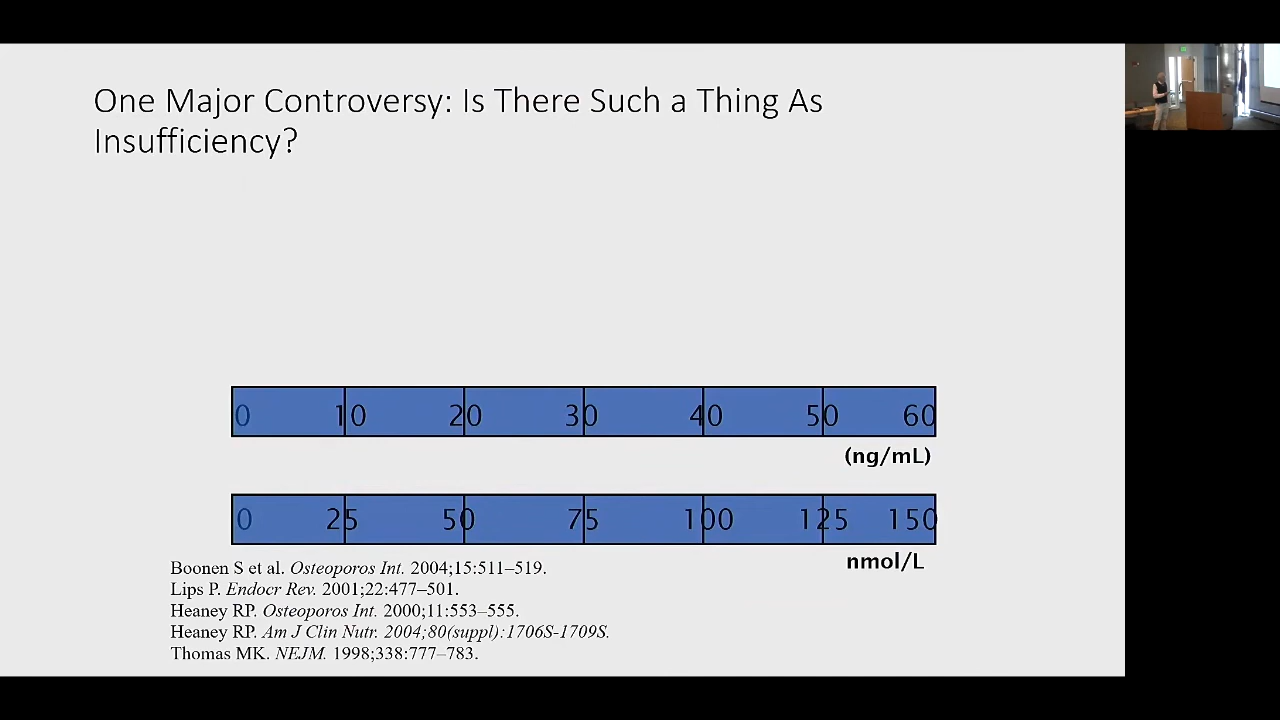 One Major Controversy: Is There Such a Thing As
Insufficiency?
0 10 20 30 40 50 60
(ng/mL)
0 25 50 75 100 125 150
nmol/L
Boonen S et al. Osteoporos Int. 2004;15:511–519.
Lips P. Endocr Rev. 2001;22:477–501.
Heaney RP. Osteoporos Int. 2000;11:553–555.
Heaney RP. Am J Clin Nutr. 2004;80(suppl):1706S-1709S.
Thomas MK. NEJM. 1998;338:777–783.